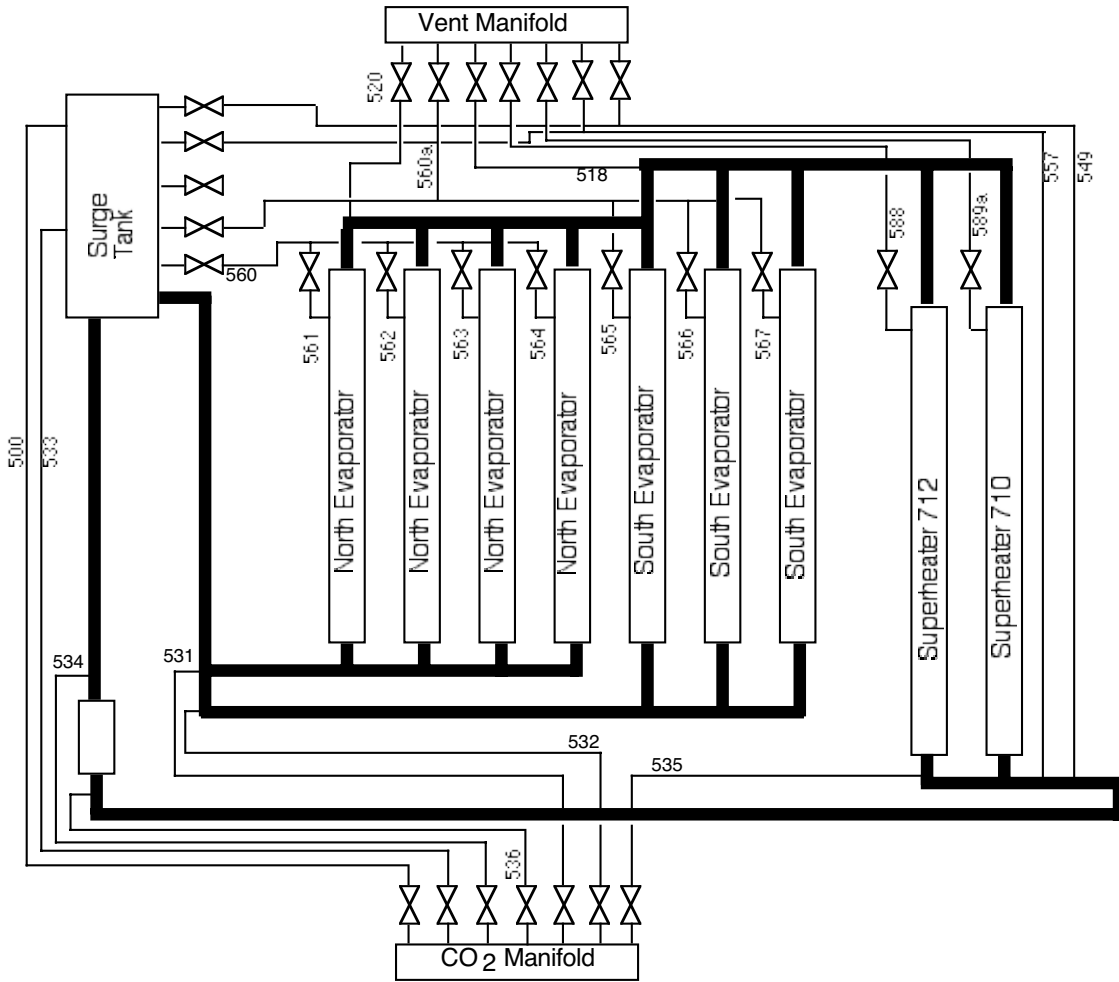 Vent Manifold
520
560a
518
588
589a
557
549
Surge
Tank
560
561
562
563
564
565
566
567
500
533
North Evaporator
North Evaporator
North Evaporator
North Evaporator
South Evaporator
South Evaporator
South Evaporator
Superheater 712
Superheater 710
534
531
532
535
536
CO2 Manifold